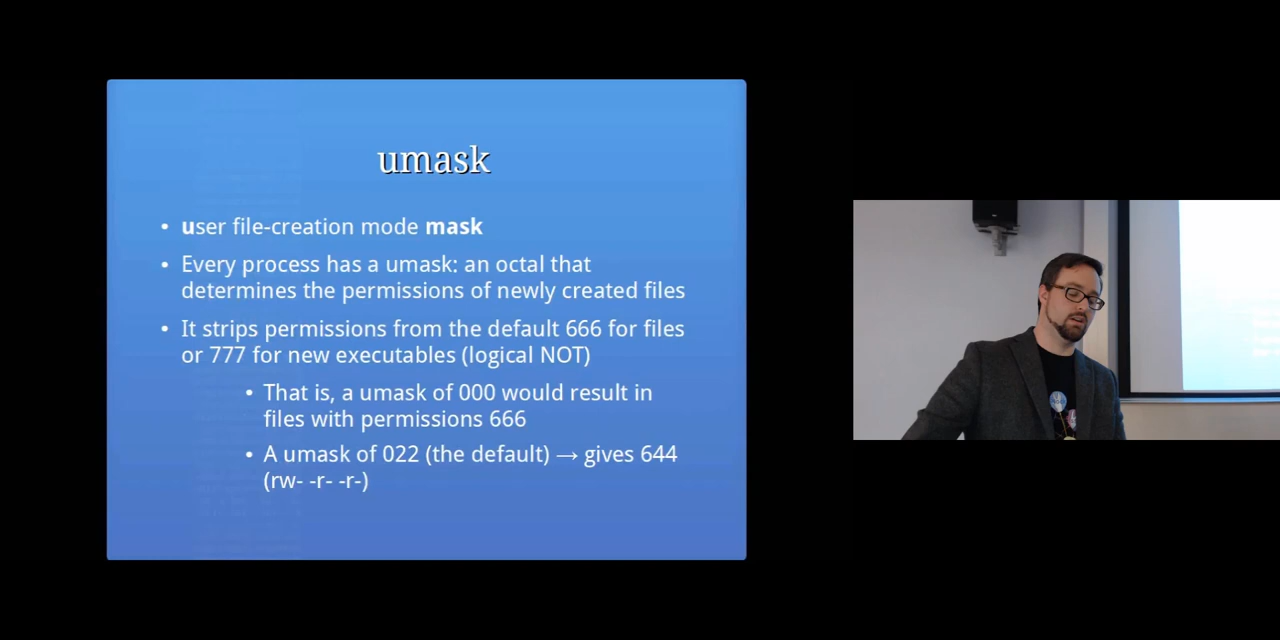 umask
• user file-creation mode mask
• Every process has a umask: an octal that
determines the permissions of newly created files
• It strips permissions from the default 666 for files
or 777 for new executables (logical NOT)
• That is, a umask of 000 would result in
files with permissions 666
• A umask of 022 (the default) → gives 644
(rw- -r- -r-)